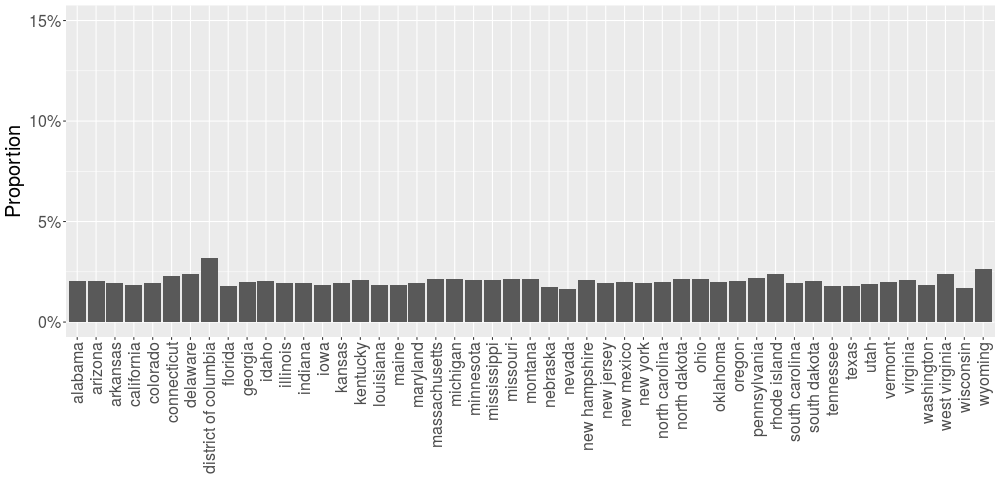 Proportion
15%
10%
5%
0%
alabama
arizona
arkansas
california
colorado
connecticut
delaware
district of columbia
florida
georgia
idaho
illinois
indiana
iowa
kansas
kentucky
louisiana
maine
maryland
massachusetts
michigan
minnesota
mississippi
missouri
montana
nebraska
nevada
new hampshire
new jersey
new mexico
new york
north carolina
north dakota
ohio
oklahoma
oregon
pennsylvania
rhode island
south carolina
south dakota
tennessee
texas
utah
vermont
virginia
washington
west virginia
wisconsin
wyoming